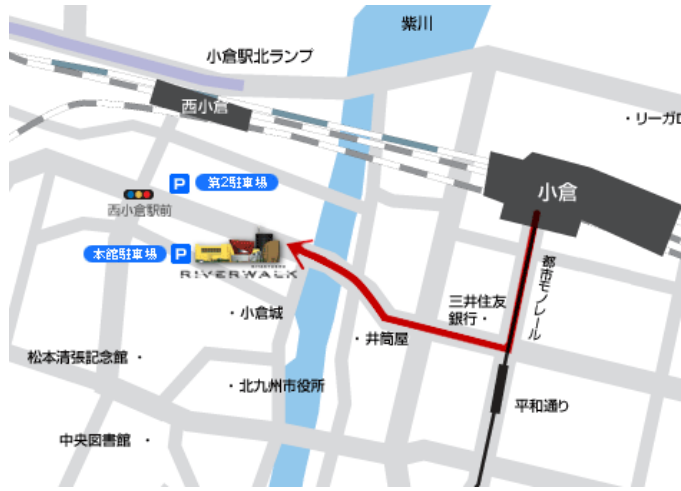 紫川
小倉駅北ランプ
西小倉
・リーガロ
小倉
P 第2駐車場
西小倉駅前
本館駐車場 P
RIVERWALK
都市モノレール
三井住友
銀行・
・小倉城
・井筒屋
松本清張記念館・
・北九州市役所
平和通り
中央図書館・